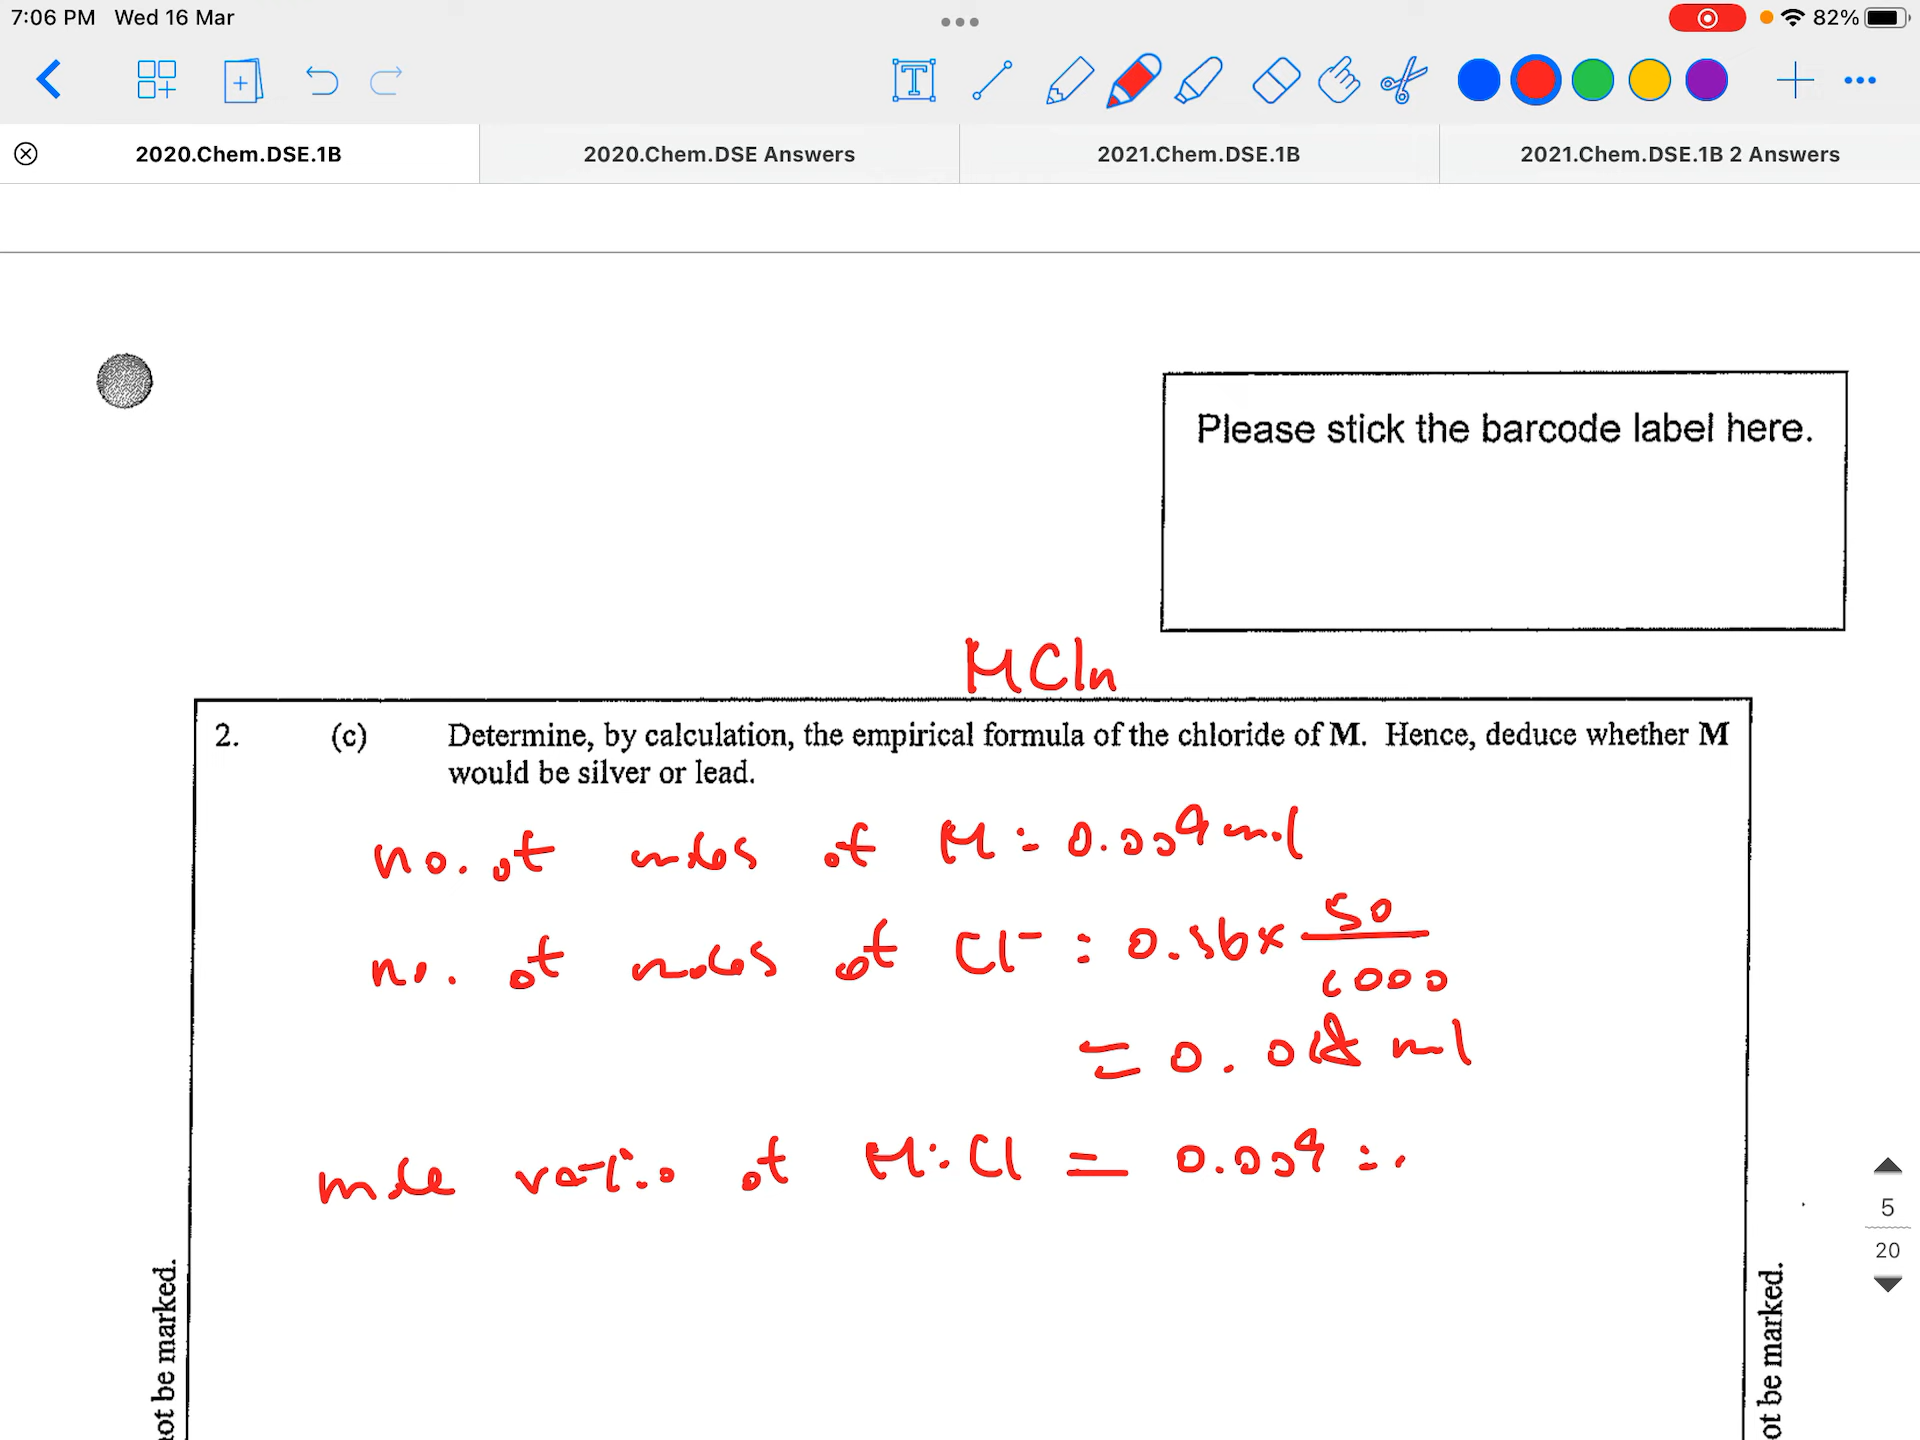 7:06 PM Wed 16 Mar
82%
T
2020.Chem.DSE.1B
2020.Chem.DSE Answers
2021.Chem.DSE.1B
2021.Chem.DSE.1B 2 Answers
Please stick the barcode label here.
MCln
2. (c) Determine, by calculation, the empirical formula of the chloride of M. Hence, deduce whether M
would be silver or lead.
no. of moles of M : 0.009 mol
no. of moles of Cl⁻ : 0.36 x 50
1000
= 0.018 mol
mole ratio of M:Cl = 0.009 :
5
20
not be marked.
ot be marked.